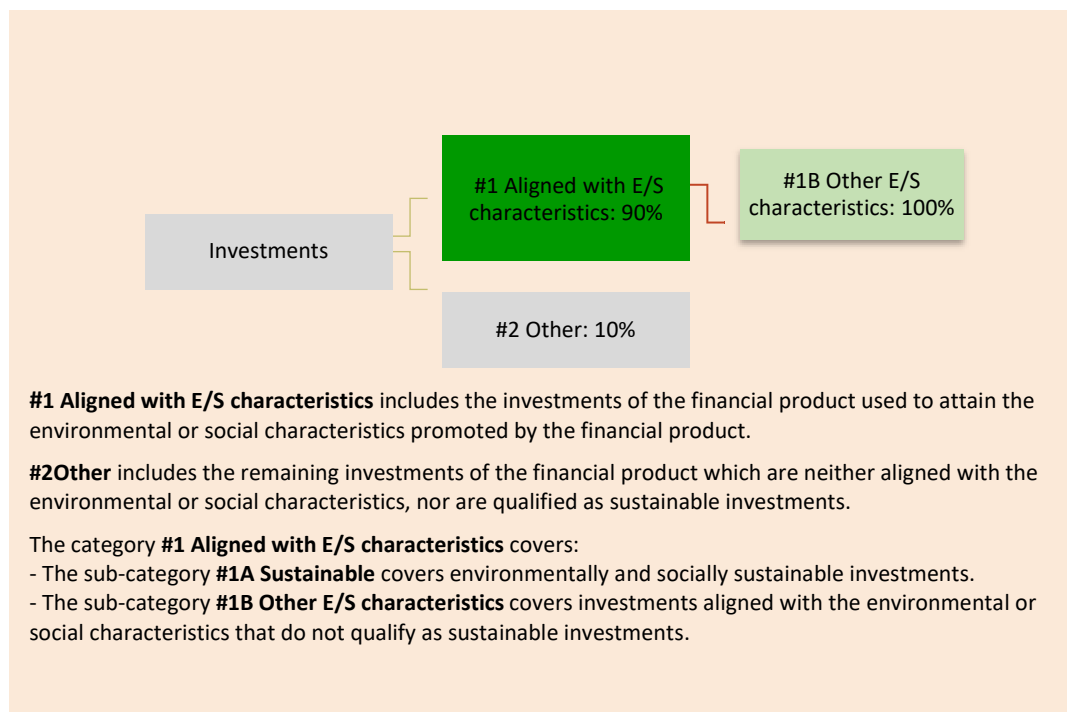 #1 Aligned with E/S
characteristics: 90%
#1B Other E/S
characteristics: 100%
Investments
#2 Other: 10%
#1 Aligned with E/S characteristics includes the investments of the financial product used to attain the
environmental or social characteristics promoted by the financial product.
#2Other includes the remaining investments of the financial product which are neither aligned with the
environmental or social characteristics, nor are qualified as sustainable investments.
The category #1 Aligned with E/S characteristics covers:
- The sub-category #1A Sustainable covers environmentally and socially sustainable investments.
- The sub-category #1B Other E/S characteristics covers investments aligned with the environmental or
social characteristics that do not qualify as sustainable investments.